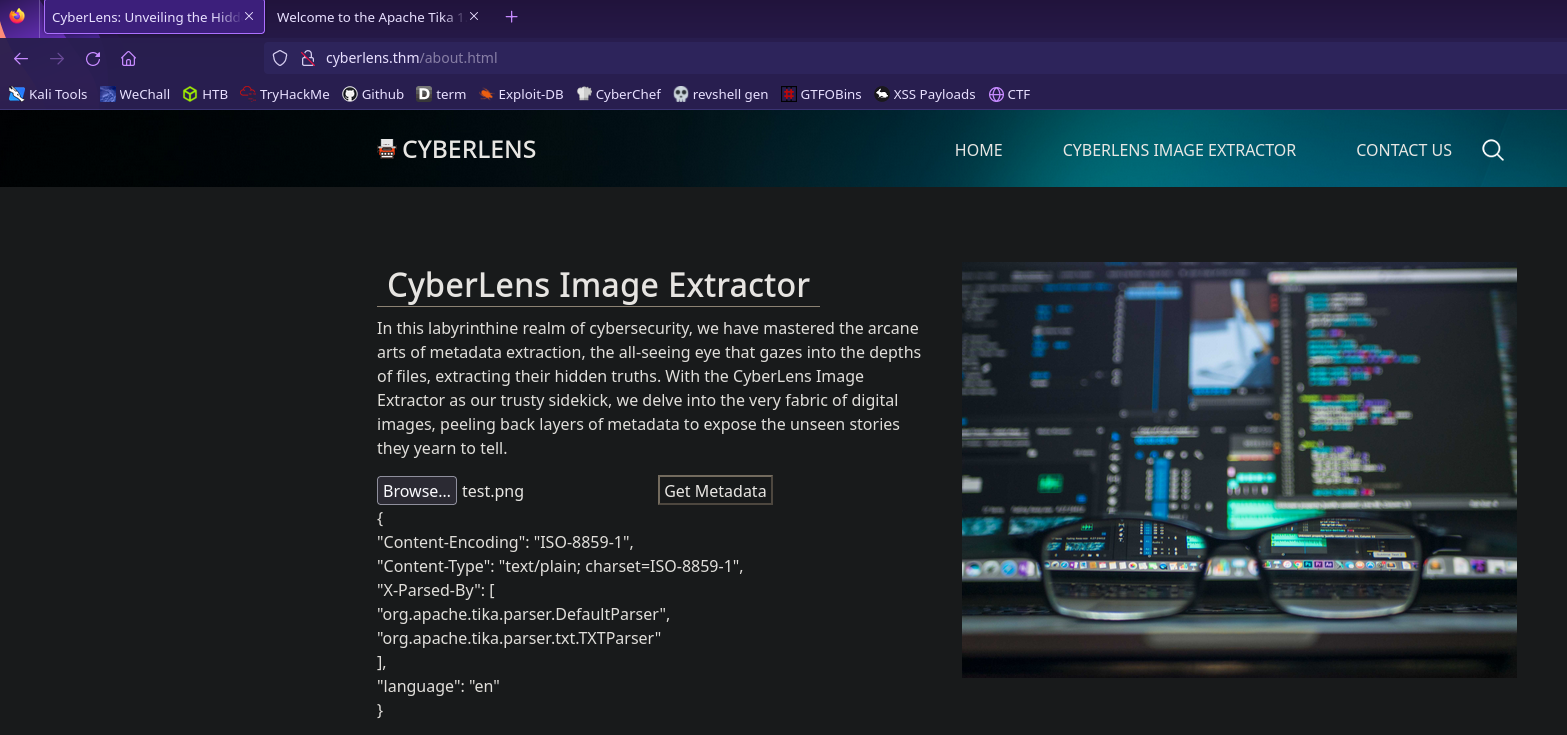 CyberLens: Unveiling the Hidd
Welcome to the Apache Tika 1
cyberlens.thm/about.html
Kali Tools WeChall HTB TryHackMe Github term Exploit-DB CyberChef revshell gen GTFOBins XSS Payloads CTF
CYBERLENS
HOME CYBERLENS IMAGE EXTRACTOR CONTACT US
CyberLens Image Extractor
In this labyrinthine realm of cybersecurity, we have mastered the arcane
arts of metadata extraction, the all-seeing eye that gazes into the depths
of files, extracting their hidden truths. With the CyberLens Image
Extractor as our trusty sidekick, we delve into the very fabric of digital
images, peeling back layers of metadata to expose the unseen stories
they yearn to tell.
Browse... test.png Get Metadata
{
"Content-Encoding": "ISO-8859-1",
"Content-Type": "text/plain; charset=ISO-8859-1",
"X-Parsed-By": [
"org.apache.tika.parser.DefaultParser",
"org.apache.tika.parser.txt.TXTParser"
],
"language": "en"
}